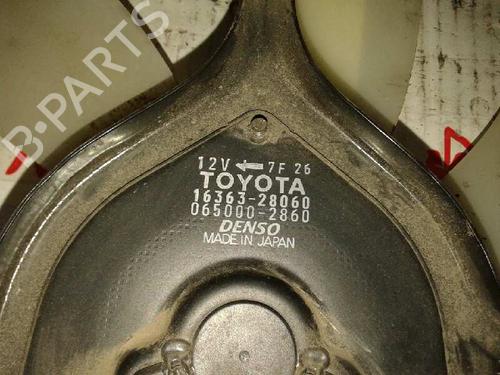 B-PARTS
12V ← 7F 26
TOYOTA
16363-28060
065000-2860
DENSO
MADE IN JAPAN